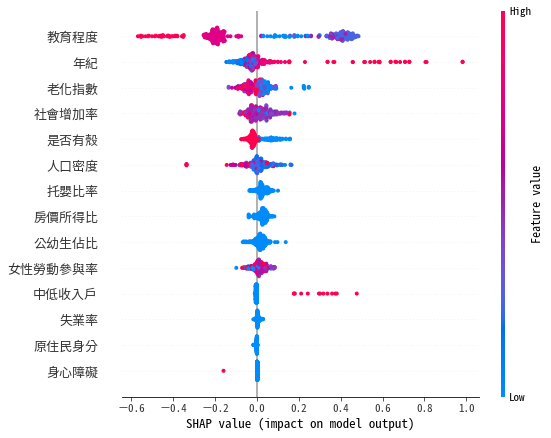 High
教育程度
年紀
老化指數
社會增加率
是否有殼
人口密度
托嬰比率
房價所得比
公幼生佔比
女性勞動參與率
中低收入戶
失業率
原住民身分
身心障礙
Feature value
Low
−0.6 −0.4 −0.2 0.0 0.2 0.4 0.6 0.8 1.0
SHAP value (impact on model output)